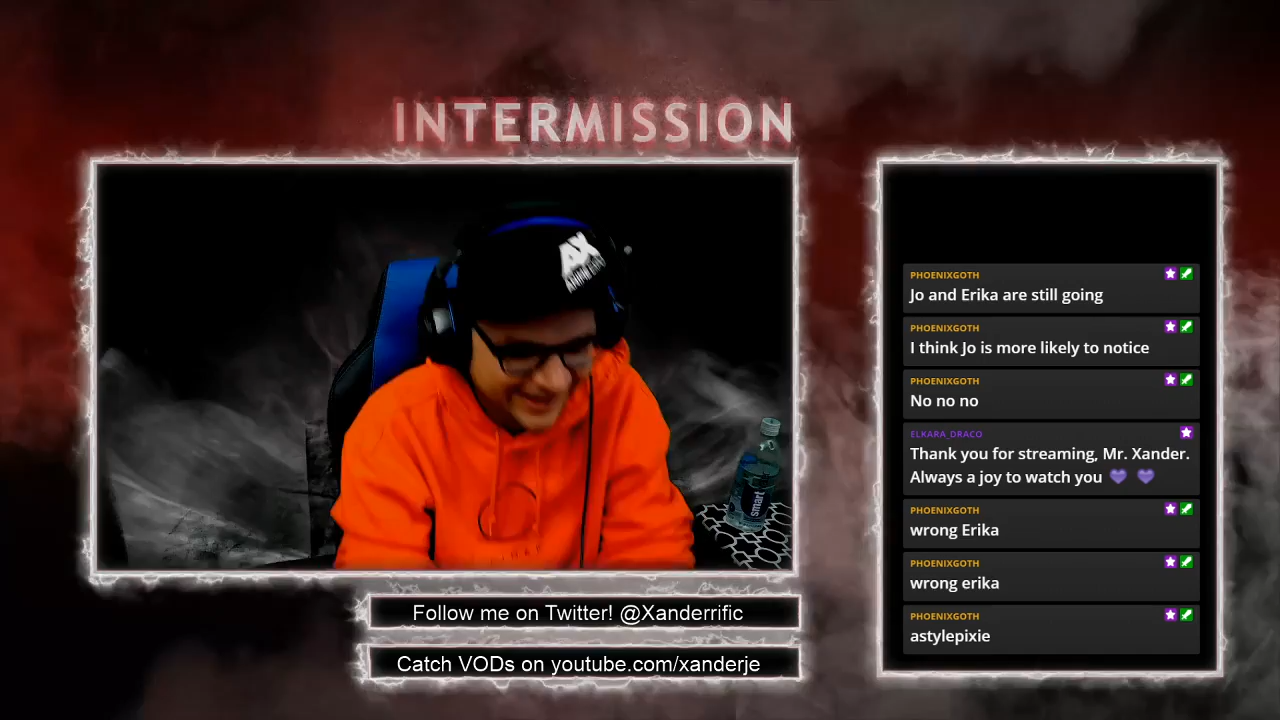 INTERMISSION
AX
smart
Follow me on Twitter! @Xanderrific
Catch VODs on youtube.com/xanderje
PHOENIXGOTH
Jo and Erika are still going
PHOENIXGOTH
I think Jo is more likely to notice
PHOENIXGOTH
No no no
ELKARA_DRACO
Thank you for streaming, Mr. Xander.
Always a joy to watch you 💜 💜
PHOENIXGOTH
wrong Erika
PHOENIXGOTH
wrong erika
PHOENIXGOTH
astylepixie